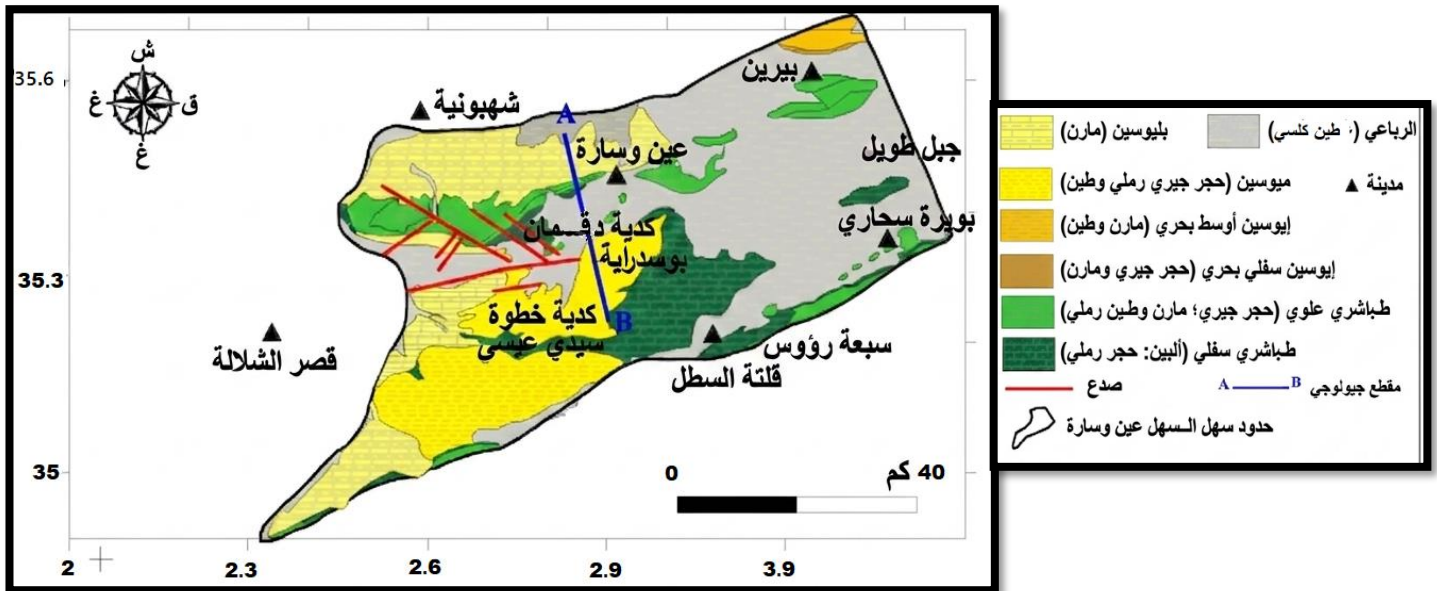 ش
ق
غ
غ
35.6
35.3
35
2
2.3
2.6
2.9
3.9
شهبونية
بيرين
A
عين وسارة
جبل طويل
كدية دقـمان
بويرة سحاري
بوسدراية
كدية خطوة
B
سيدي عيسي
سبعة رؤوس
قصر الشلالة
قلتة السطل
0
40 كم
الرباعي ( طين كلسي)
بليوسين (مارن)
ميوسين (حجر جيري رملي وطين)
مدينة
إيوسين أوسط بحري (مارن وطين)
إيوسين سفلي بحري (حجر جيري ومارن)
طباشري علوي (حجر جيري؛ مارن وطين رملي)
طباشري سفلي (ألبين: حجر رملي)
صدع
مقطع جيولوجي
A B
حدود سهل السهل عين وسارة